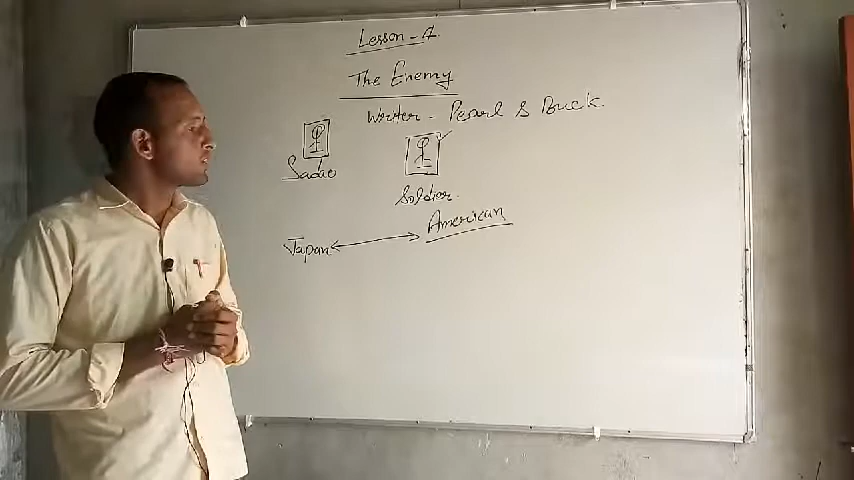 Lesson - 4.
The Enemy
Writer - Pearl S Buck.
Sadao
Soldier.
American
Japan